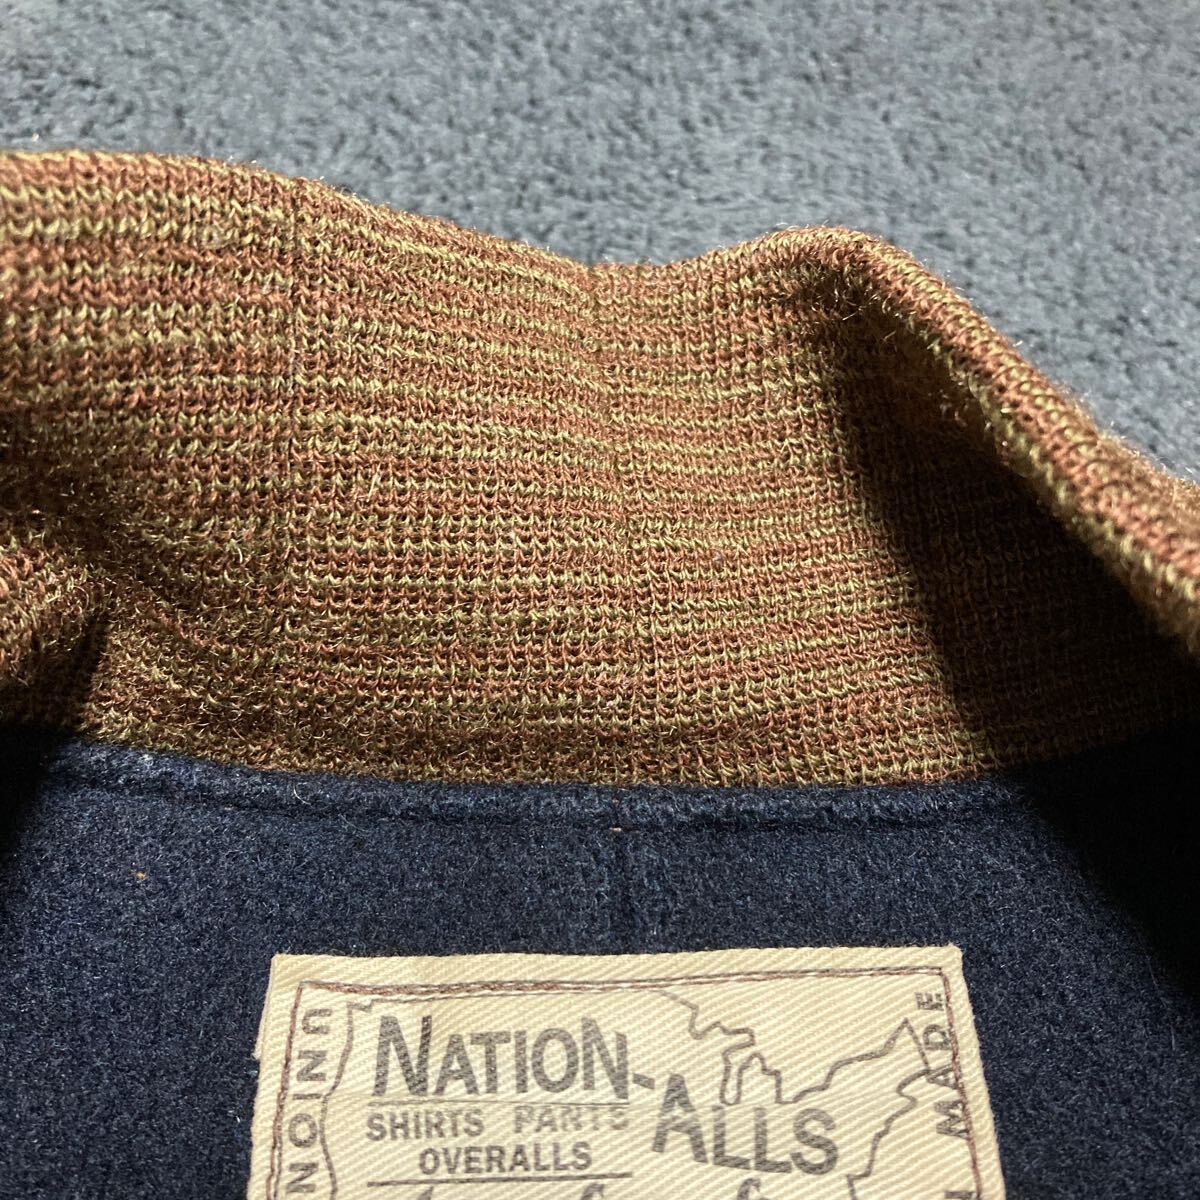 UNION MADE
NATION-ALLS
SHIRTS PANTS
OVERALLS